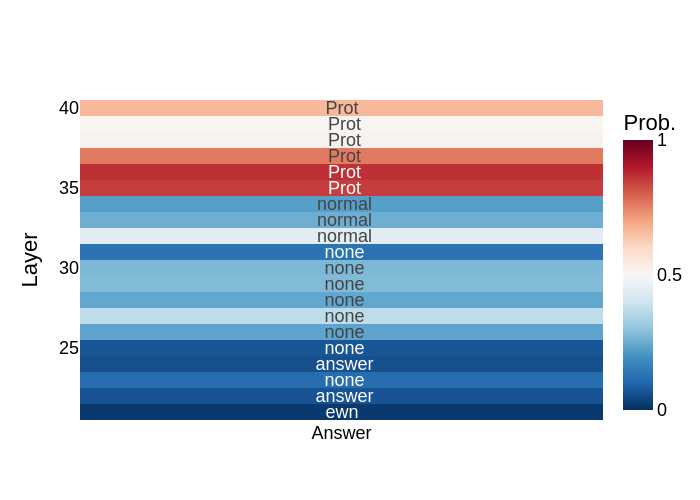 40
Prot
Prot
Prot
Prot
Prot
35
Prot
normal
normal
normal
none
30
none
none
none
none
none
25
none
answer
none
answer
ewn
Answer
Layer
Prob.
1
0.5
0